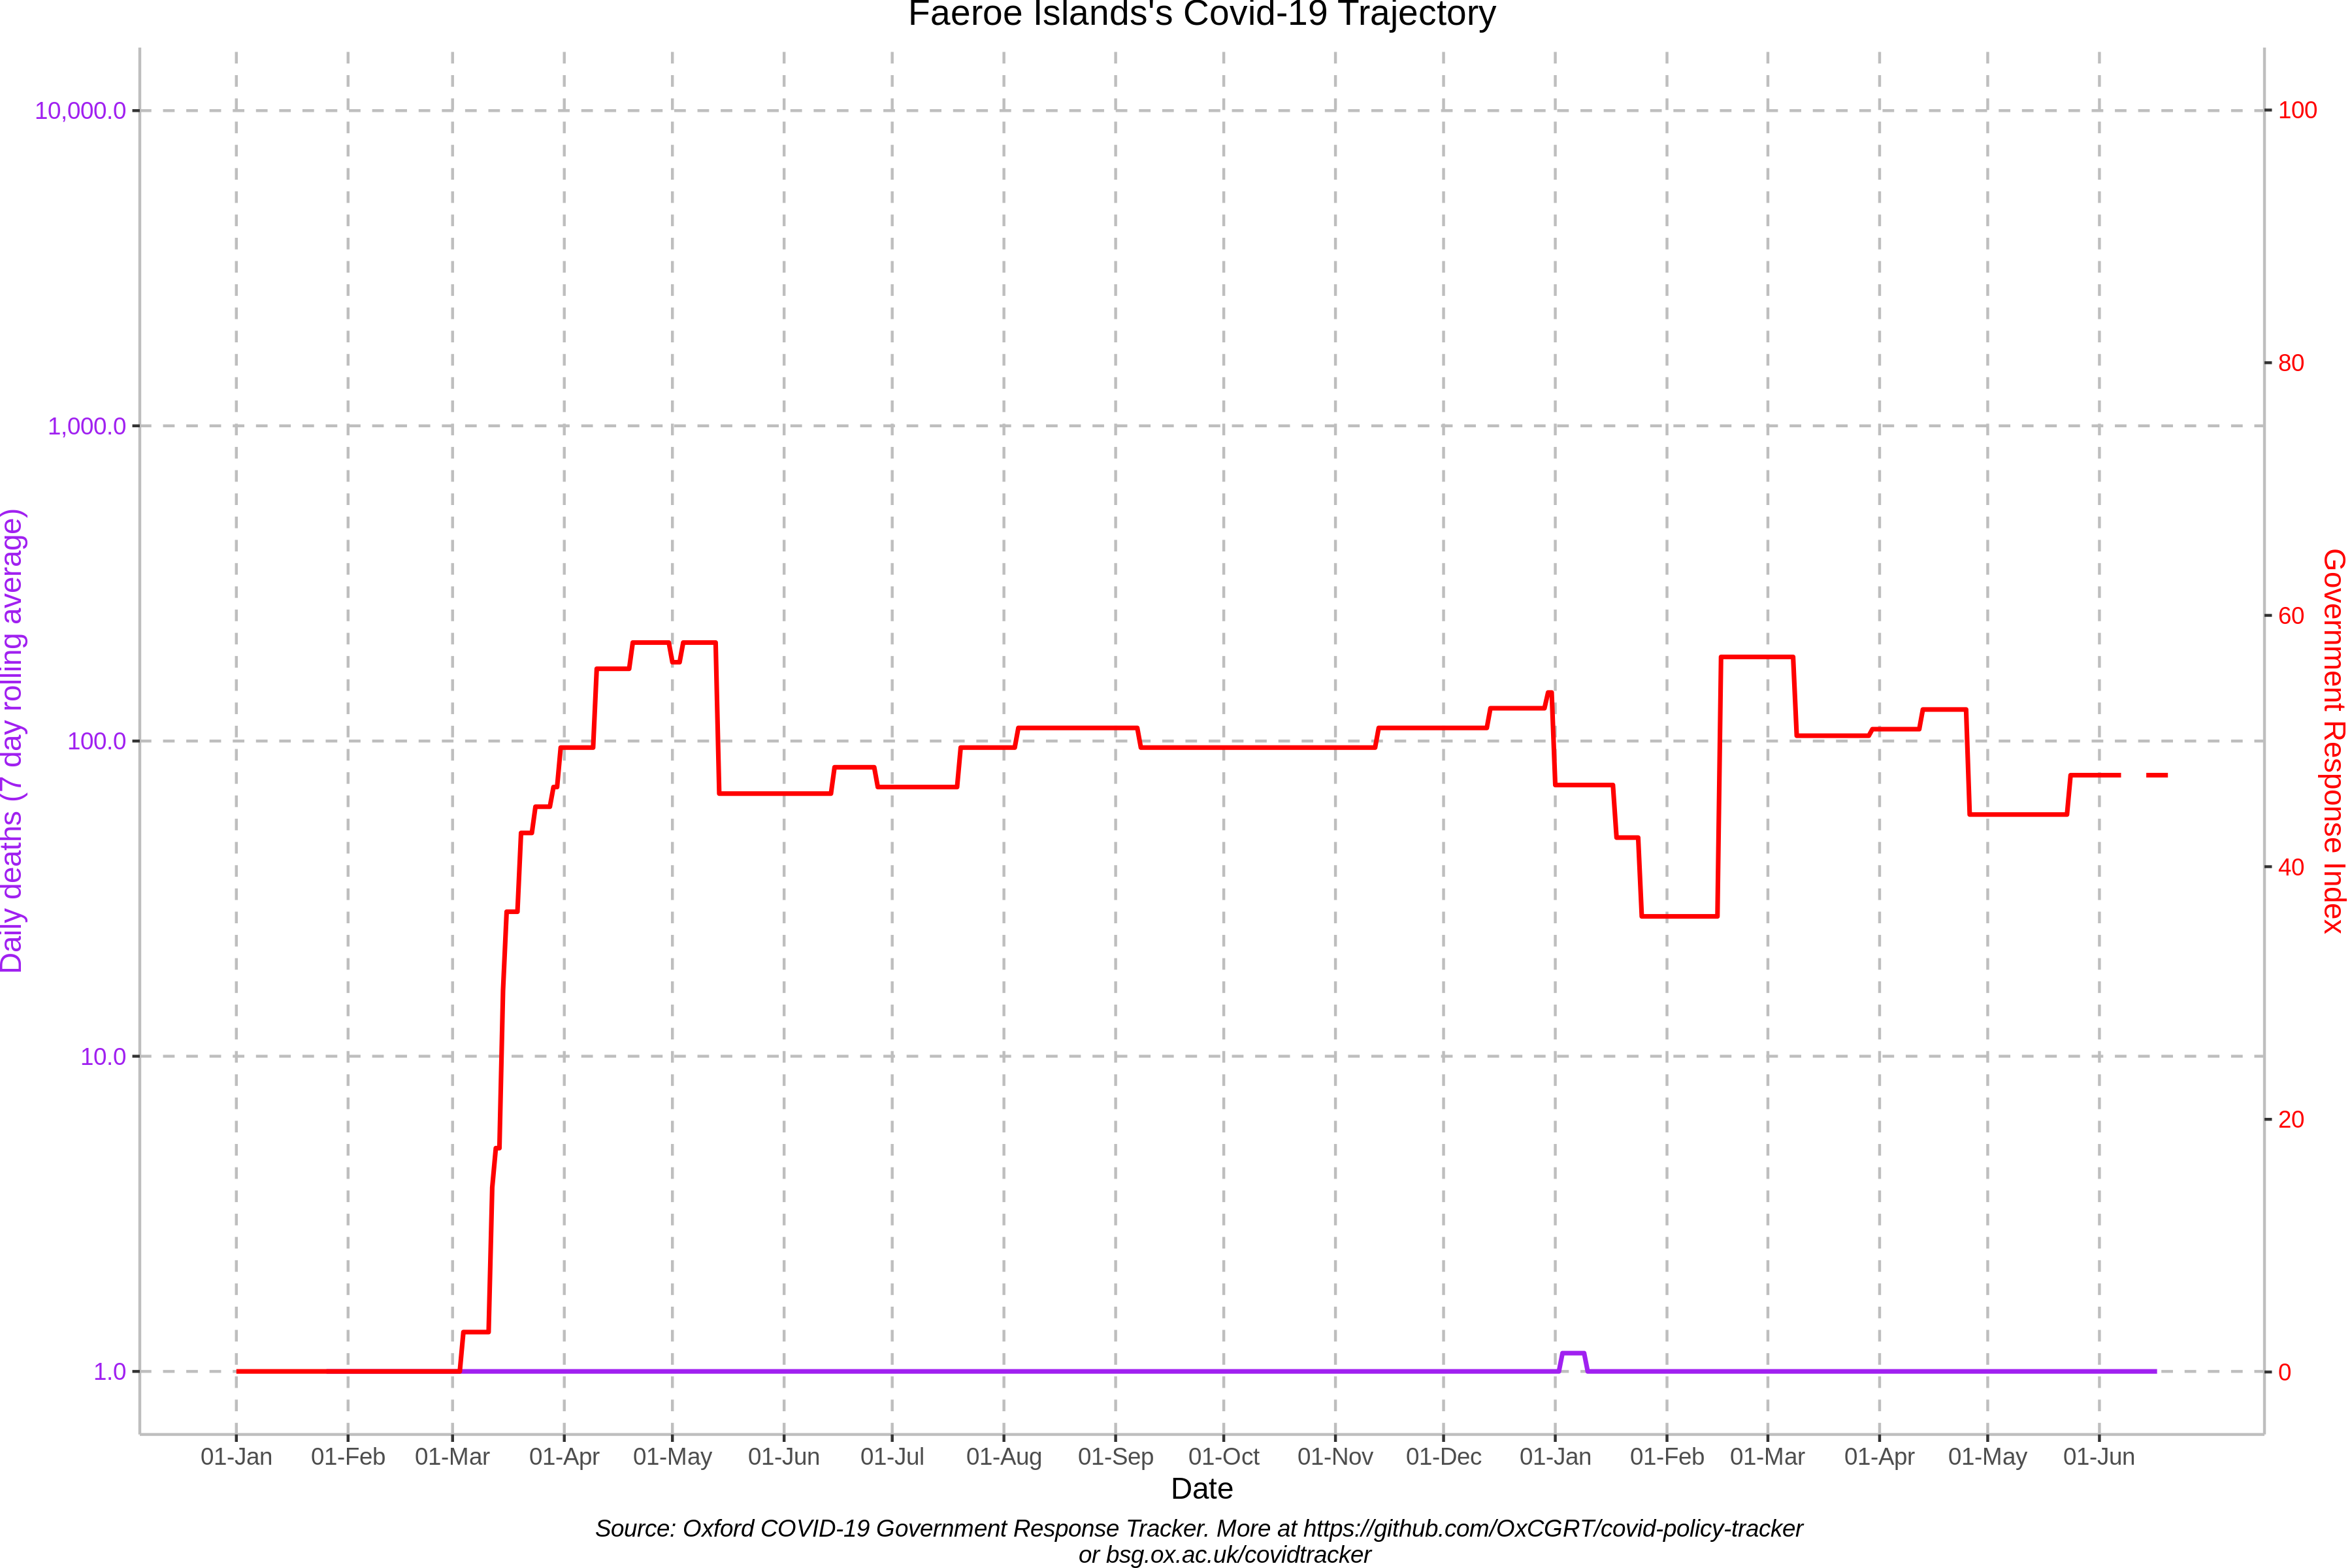 Faeroe Islands's Covid-19 Trajectory
10,000.0
1,000.0
100.0
10.0
1.0
Daily deaths (7 day rolling average)
100
80
60
40
20
0
Government Response Index
01-Jan 01-Feb 01-Mar 01-Apr 01-May 01-Jun 01-Jul 01-Aug 01-Sep 01-Oct 01-Nov 01-Dec 01-Jan 01-Feb 01-Mar 01-Apr 01-May 01-Jun
Date
Source: Oxford COVID-19 Government Response Tracker. More at https://github.com/OxCGRT/covid-policy-tracker
or bsg.ox.ac.uk/covidtracker